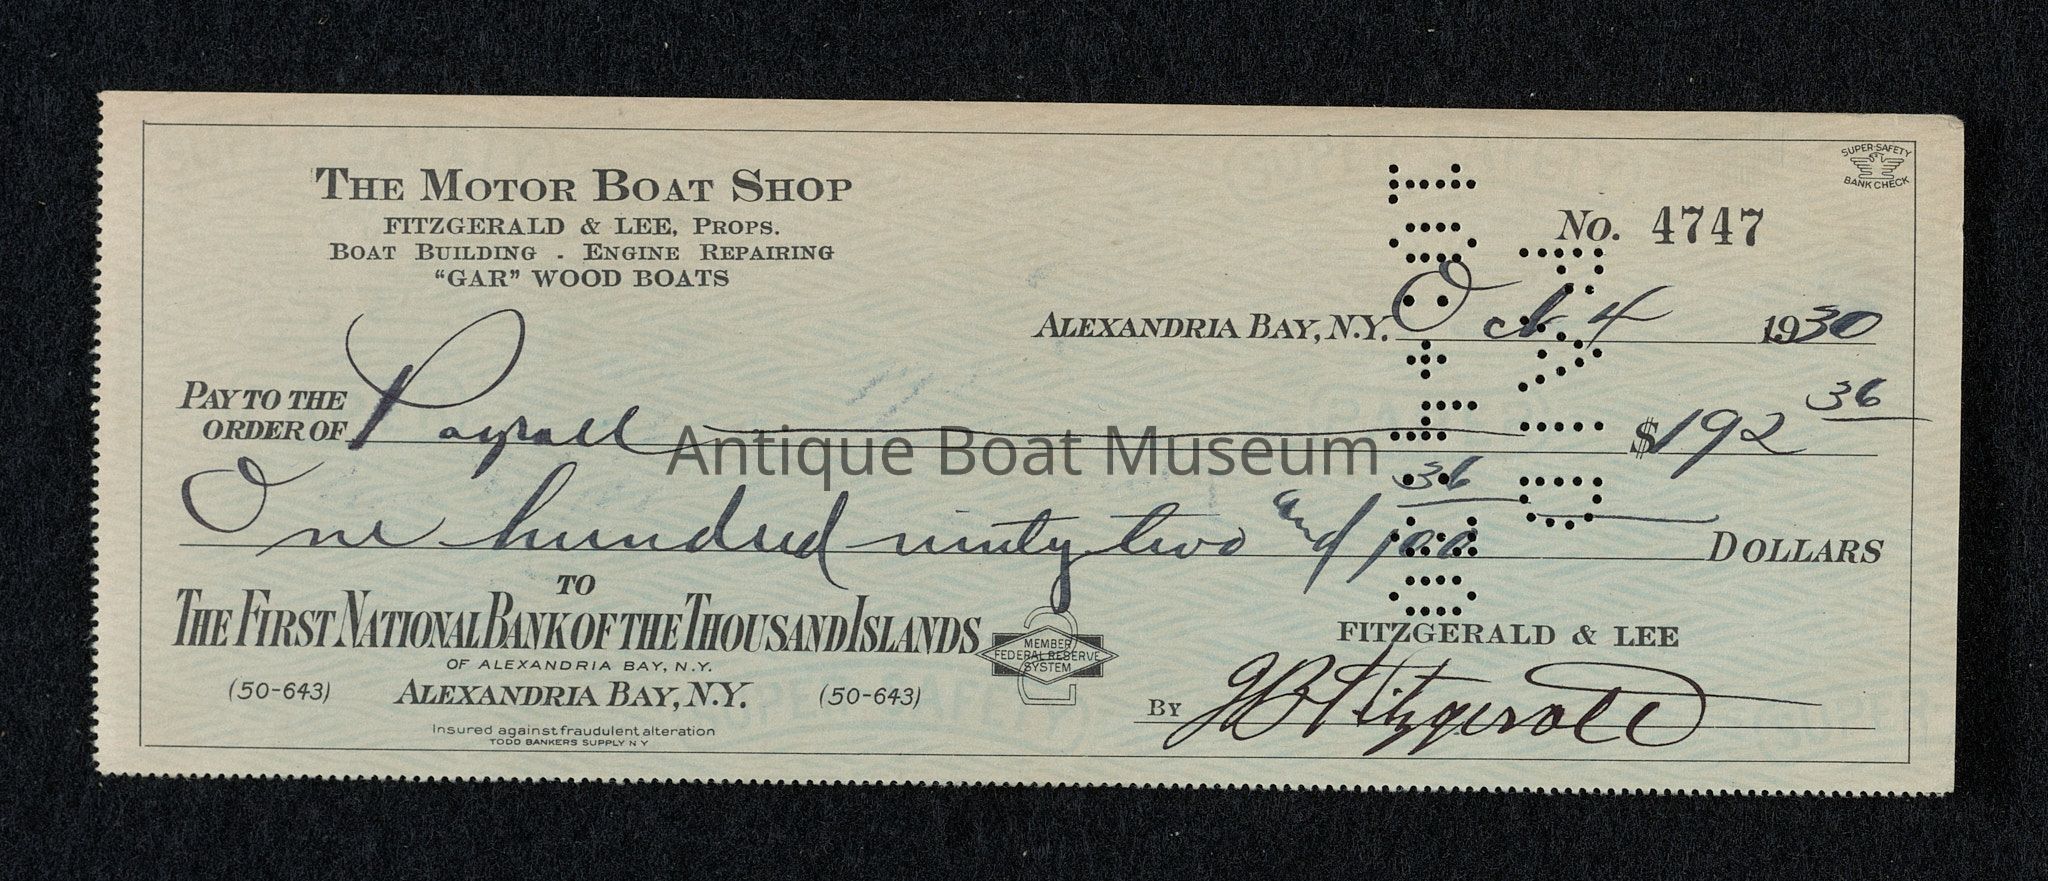 THE MOTOR BOAT SHOP
FITZGERALD & LEE, PROPS.
BOAT BUILDING - ENGINE REPAIRING
"GAR" WOOD BOATS
SUPER-SAFETY
BANK CHECK
No. 4747
ALEXANDRIA BAY, N.Y. Oct 4 1930
PAY TO THE
ORDER OF Payroll $192 36
Antique Boat Museum
One hundred ninety two and 36/100 DOLLARS
TO
THE FIRST NATIONAL BANK OF THE THOUSAND ISLANDS
OF ALEXANDRIA BAY, N.Y.
(50-643) ALEXANDRIA BAY, N.Y. (50-643)
MEMBER
FEDERAL RESERVE
SYSTEM
2
Insured against fraudulent alteration
TODD BANKERS SUPPLY N Y
FITZGERALD & LEE
BY J B Fitzgerald
PAID